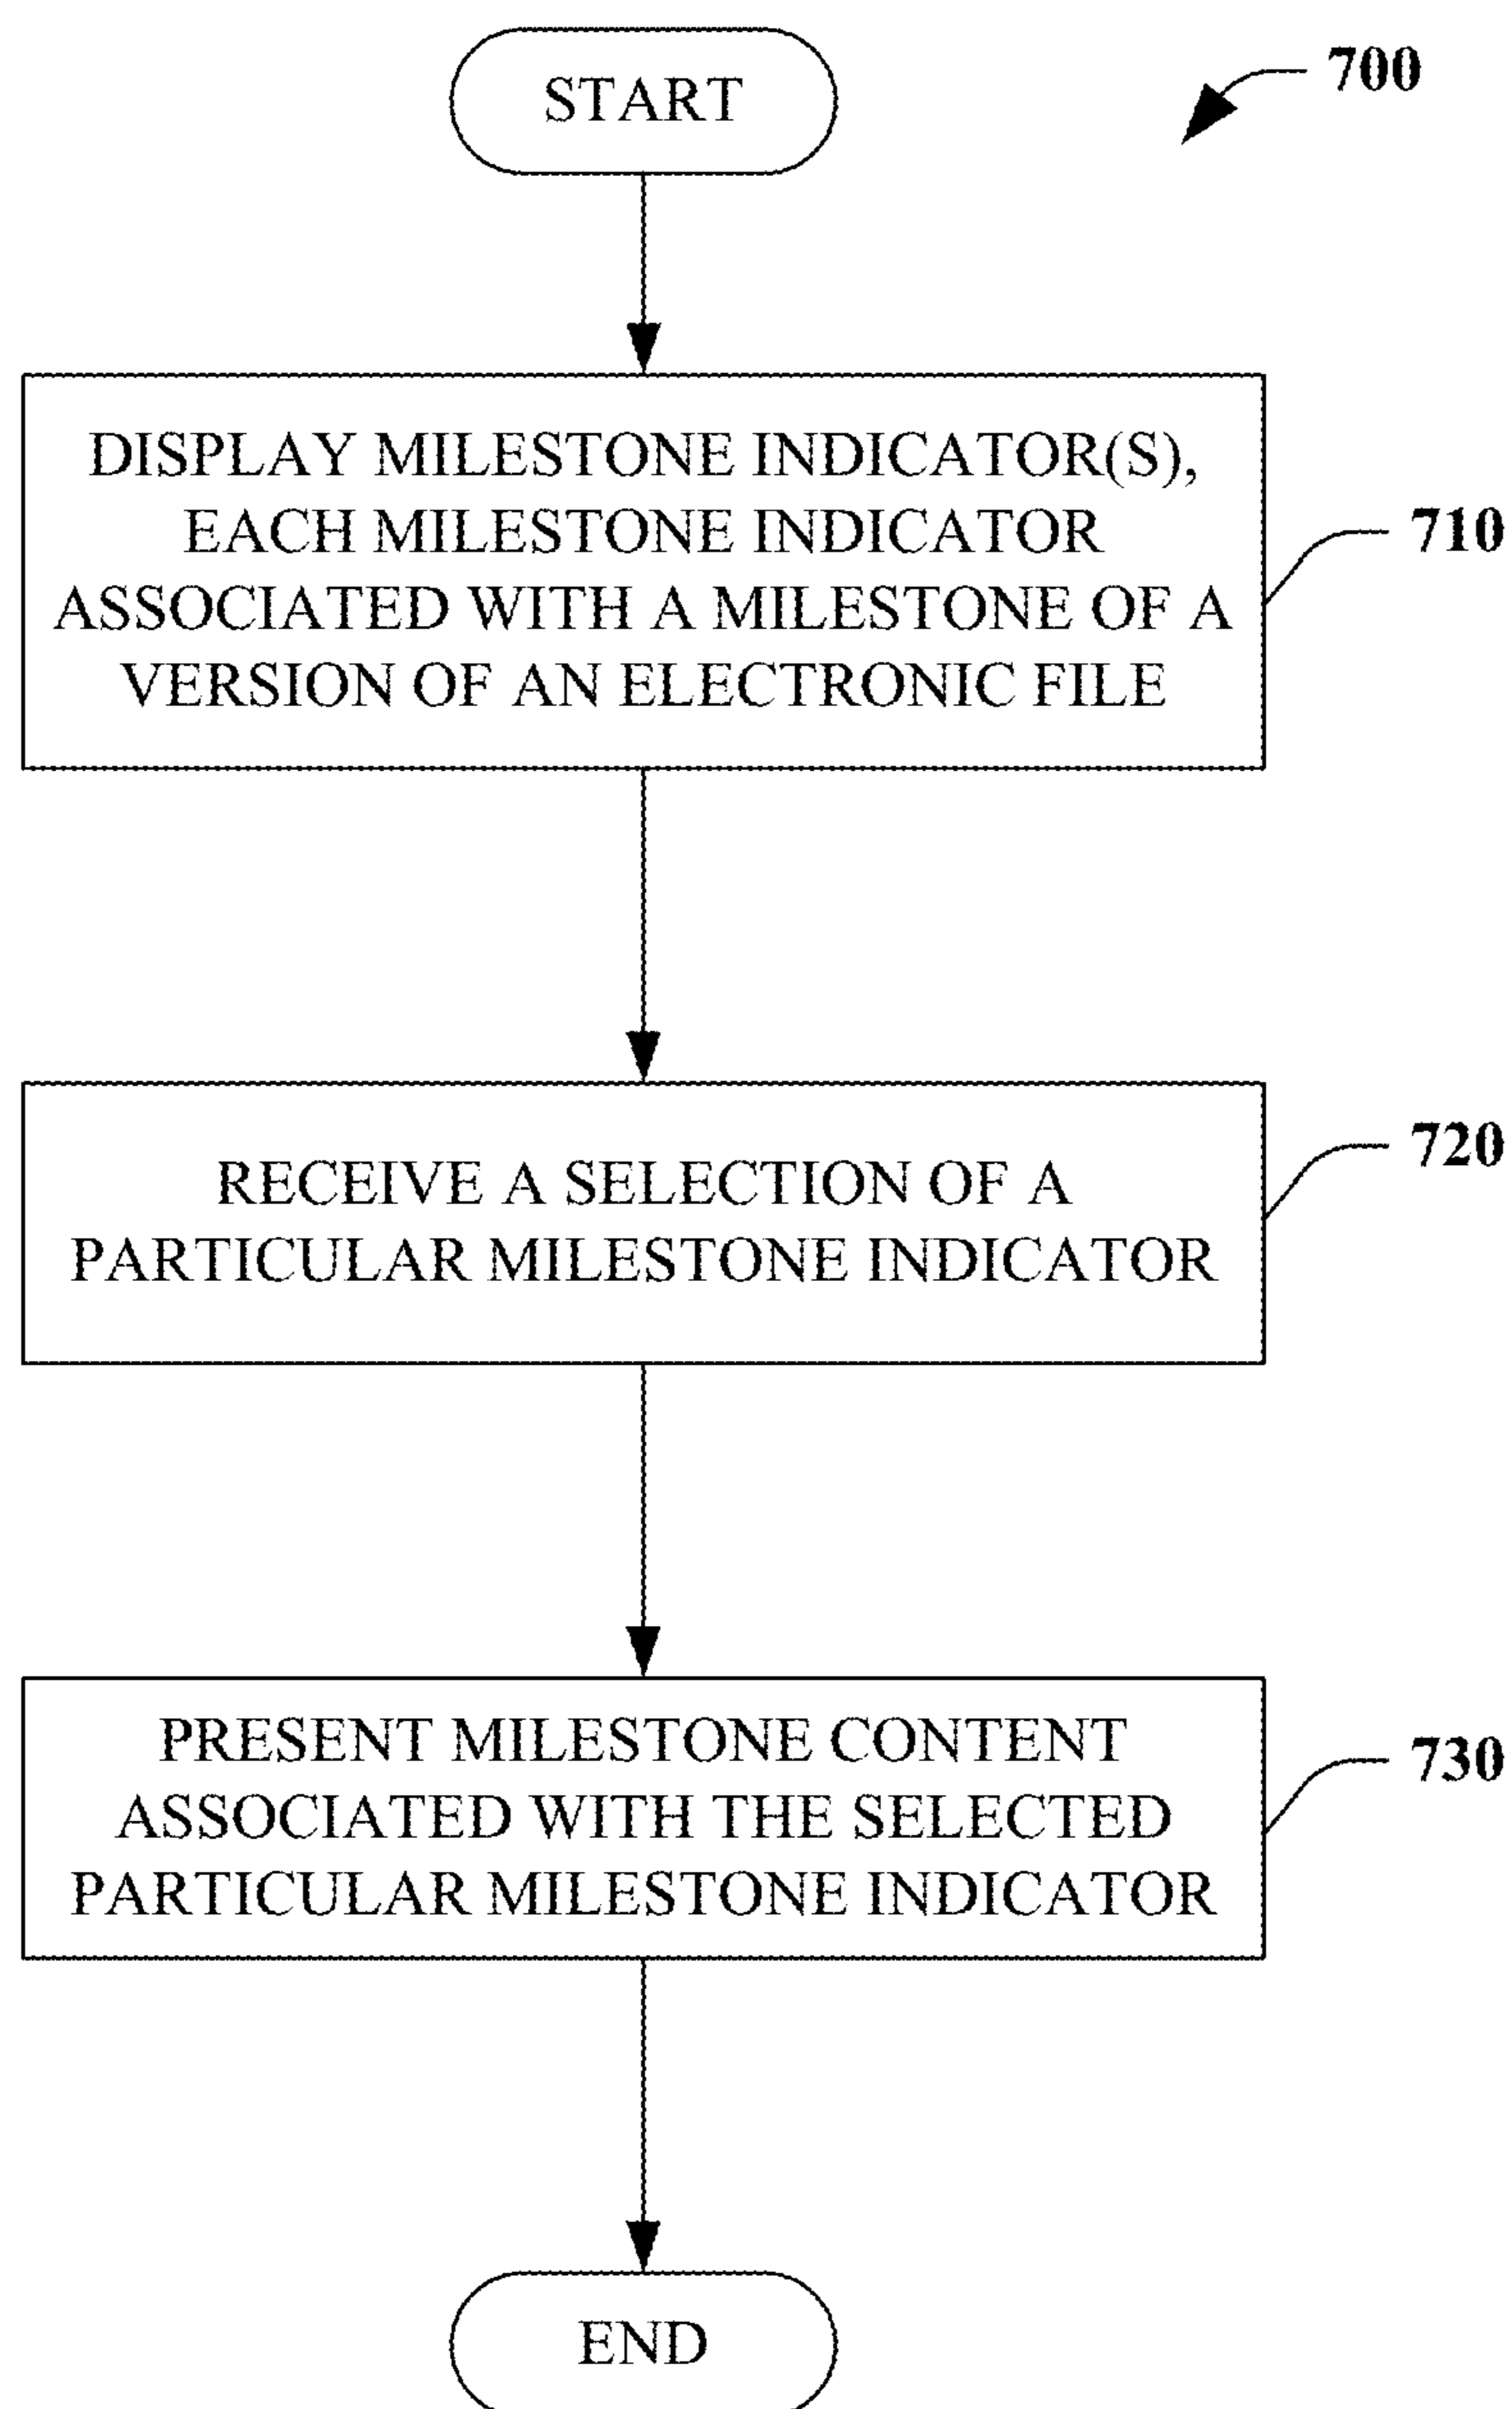 START
700
DISPLAY MILESTONE INDICATOR(S),
EACH MILESTONE INDICATOR
ASSOCIATED WITH A MILESTONE OF A
VERSION OF AN ELECTRONIC FILE
710
RECEIVE A SELECTION OF A
PARTICULAR MILESTONE INDICATOR
720
PRESENT MILESTONE CONTENT
ASSOCIATED WITH THE SELECTED
PARTICULAR MILESTONE INDICATOR
730
END